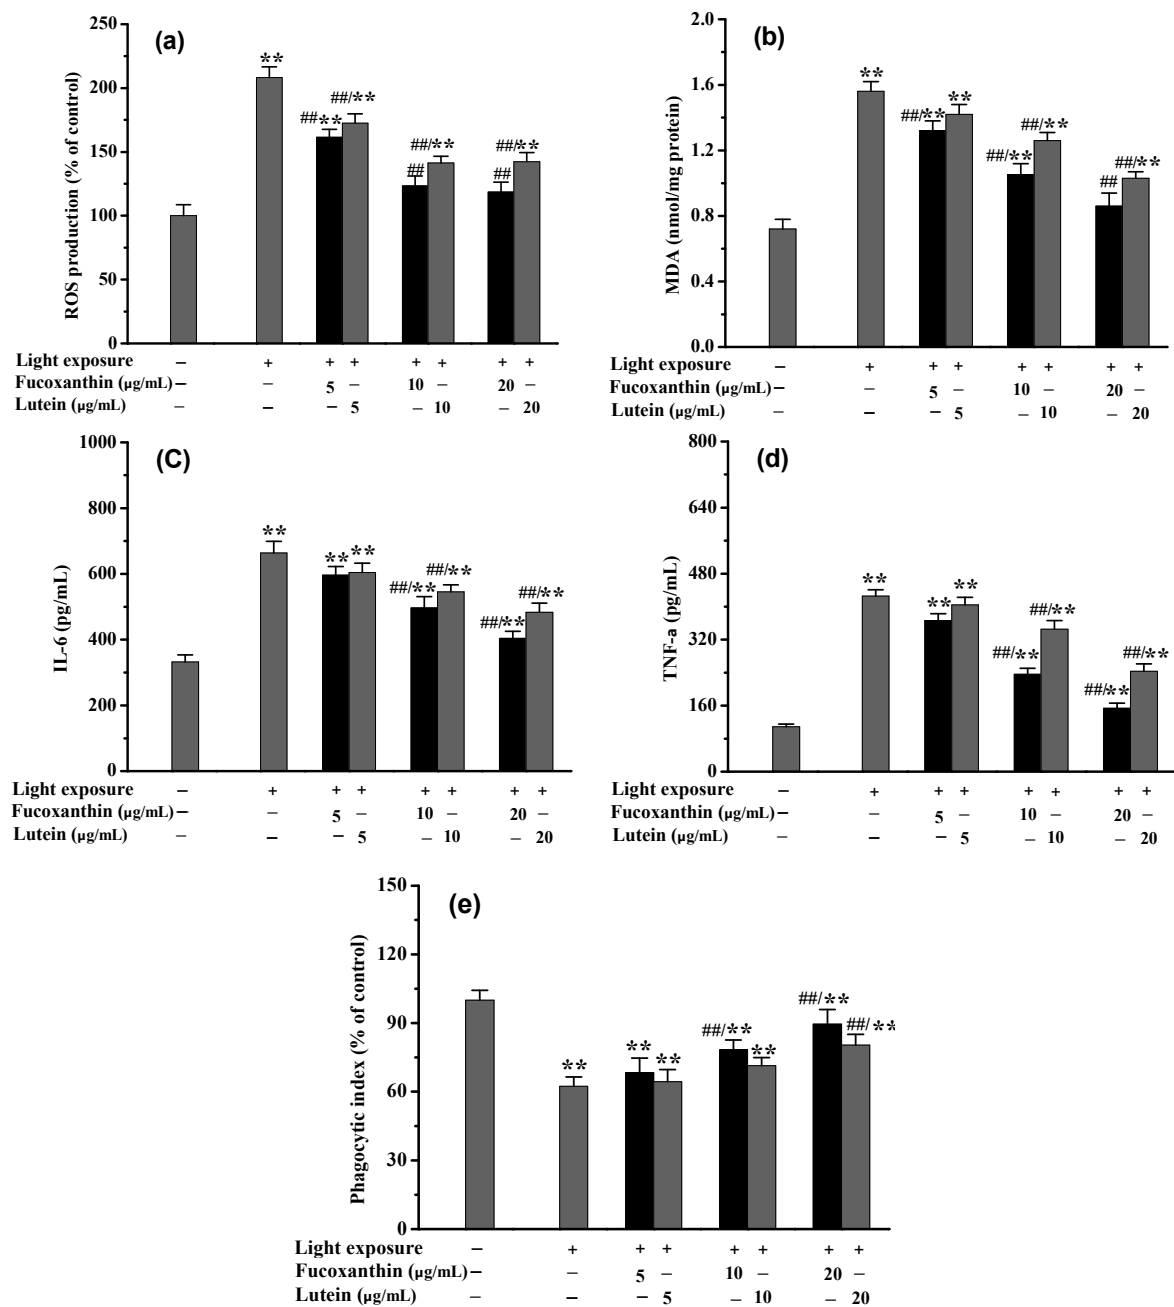 (a)
ROS production (% of control)
250
200
150
100
50
0
**
##**
##/**
##
##/**
##
##/**
Light exposure – + + + + + + +
Fucoxanthin (µg/mL) – – 5 – 10 – 20 –
Lutein (µg/mL) – – – 5 – 10 – 20
(b)
MDA (nmol/mg protein)
2.0
1.6
1.2
0.8
0.4
0.0
**
##/**
**
##/**
##/**
##
##/**
Light exposure – + + + + + + +
Fucoxanthin (µg/mL) – – 5 – 10 – 20 –
Lutein (µg/mL) – – – 5 – 10 – 20
(C)
IL-6 (pg/mL)
1000
800
600
400
200
0
**
**
**
##/**
##/**
##/**
##/**
Light exposure – + + + + + + +
Fucoxanthin (µg/mL) – – 5 – 10 – 20 –
Lutein (µg/mL) – – – 5 – 10 – 20
(d)
TNF-a (pg/mL)
800
640
480
320
160
0
**
**
**
##/**
##/**
##/**
##/**
Light exposure – + + + + + + +
Fucoxanthin (µg/mL) – – 5 – 10 – 20 –
Lutein (µg/mL) – – – 5 – 10 – 20
(e)
Phagocytic index (% of control)
150
120
90
60
30
0
**
**
**
##/**
**
##/**
##/**
Light exposure – + + + + + + +
Fucoxanthin (µg/mL) – – 5 – 10 – 20 –
Lutein (µg/mL) – – – 5 – 10 – 20